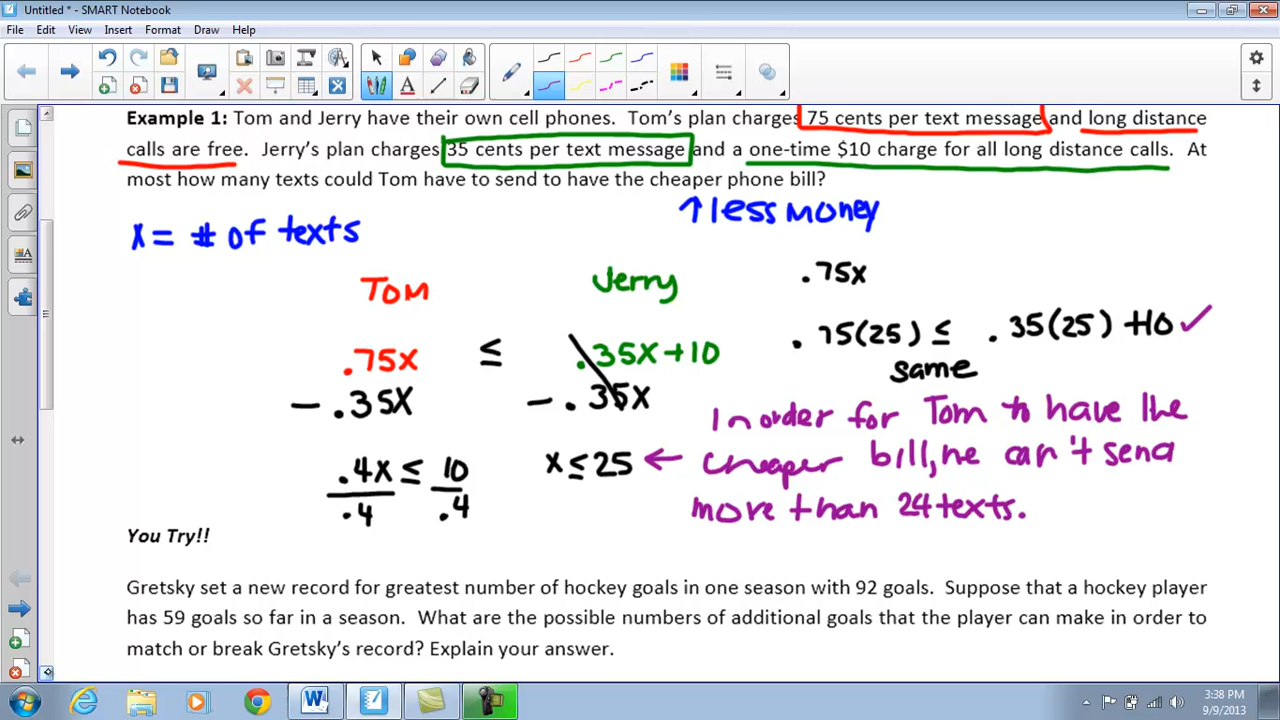 Untitled * - SMART Notebook
File Edit View Insert Format Draw Help
Example 1: Tom and Jerry have their own cell phones. Tom's plan charges 75 cents per text message and long distance
calls are free. Jerry's plan charges 35 cents per text message and a one-time $10 charge for all long distance calls. At
most how many texts could Tom have to send to have the cheaper phone bill?
↑ less money
x = # of texts
Tom Jerry
.75x ≤ .35x + 10
- .35x - .35x
.4x ≤ 10
.4 .4
x ≤ 25 ←
.75x
.75(25) ≤ .35(25) + 10 ✓
same
In order for Tom to have the
cheaper bill, he can't send
more than 24 texts.
You Try!!
Gretsky set a new record for greatest number of hockey goals in one season with 92 goals. Suppose that a hockey player
has 59 goals so far in a season. What are the possible numbers of additional goals that the player can make in order to
match or break Gretsky's record? Explain your answer.
3:38 PM
9/9/2013